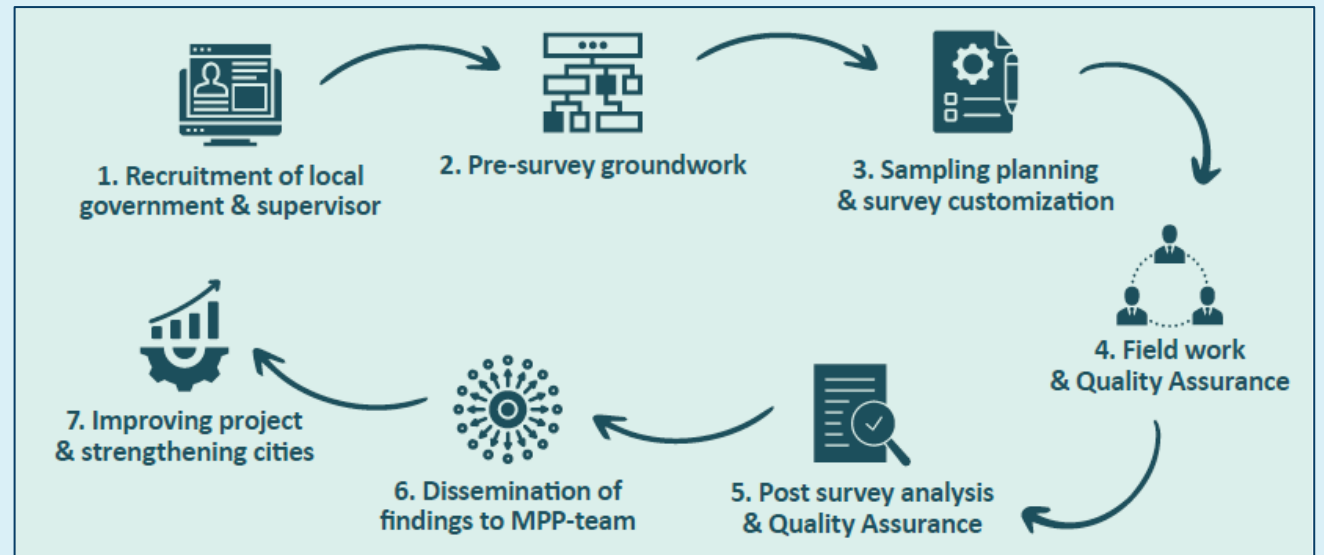 1. Recruitment of local
government & supervisor
2. Pre-survey groundwork
3. Sampling planning
& survey customization
4. Field work
& Quality Assurance
5. Post survey analysis
& Quality Assurance
6. Dissemination of
findings to MPP-team
7. Improving project
& strengthening cities